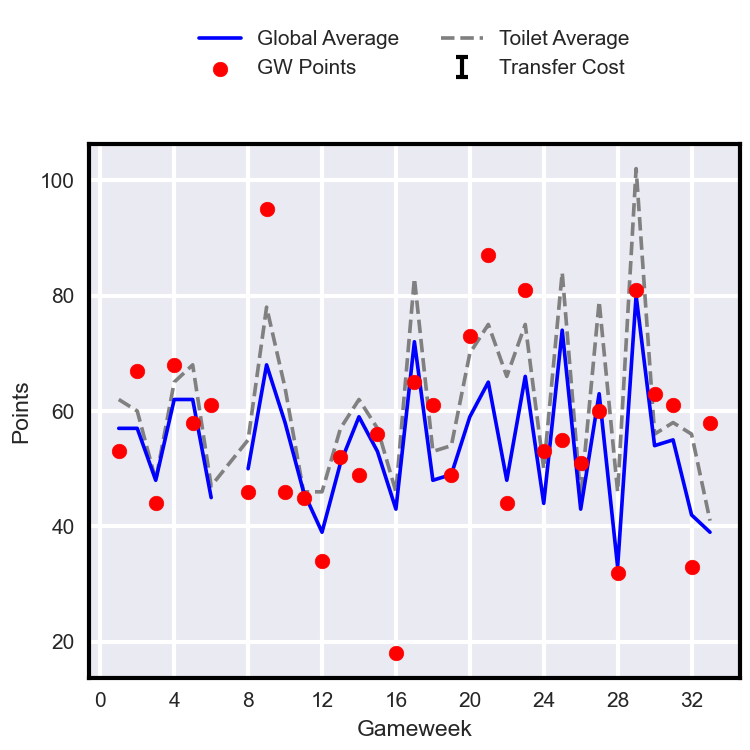 Global Average
Toilet Average
GW Points
Transfer Cost
100
80
60
40
20
Points
0 4 8 12 16 20 24 28 32
Gameweek